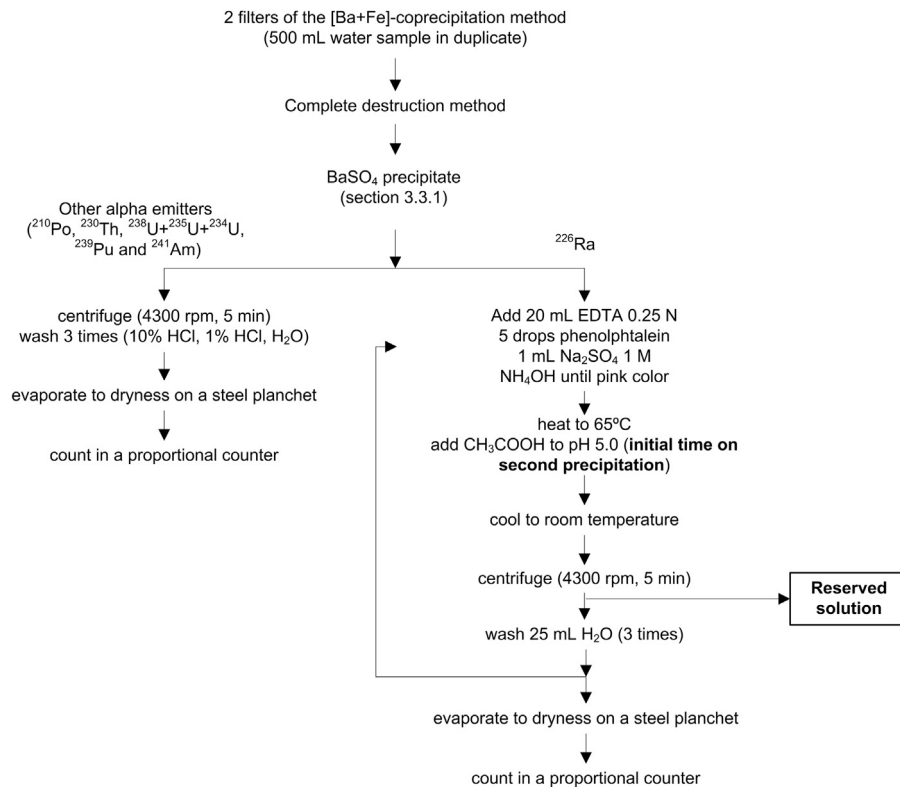 2 filters of the [Ba+Fe]-coprecipitation method
(500 mL water sample in duplicate)
Complete destruction method
BaSO₄ precipitate
(section 3.3.1)
Other alpha emitters
(²¹⁰Po, ²³⁰Th, ²³⁸U+²³⁵U+²³⁴U,
²³⁹Pu and ²⁴¹Am)
²²⁶Ra
centrifuge (4300 rpm, 5 min)
wash 3 times (10% HCl, 1% HCl, H₂O)
evaporate to dryness on a steel planchet
count in a proportional counter
Add 20 mL EDTA 0.25 N
5 drops phenolphtalein
1 mL Na₂SO₄ 1 M
NH₄OH until pink color
heat to 65ºC
add CH₃COOH to pH 5.0 (initial time on
second precipitation)
cool to room temperature
centrifuge (4300 rpm, 5 min)
Reserved
solution
wash 25 mL H₂O (3 times)
evaporate to dryness on a steel planchet
count in a proportional counter